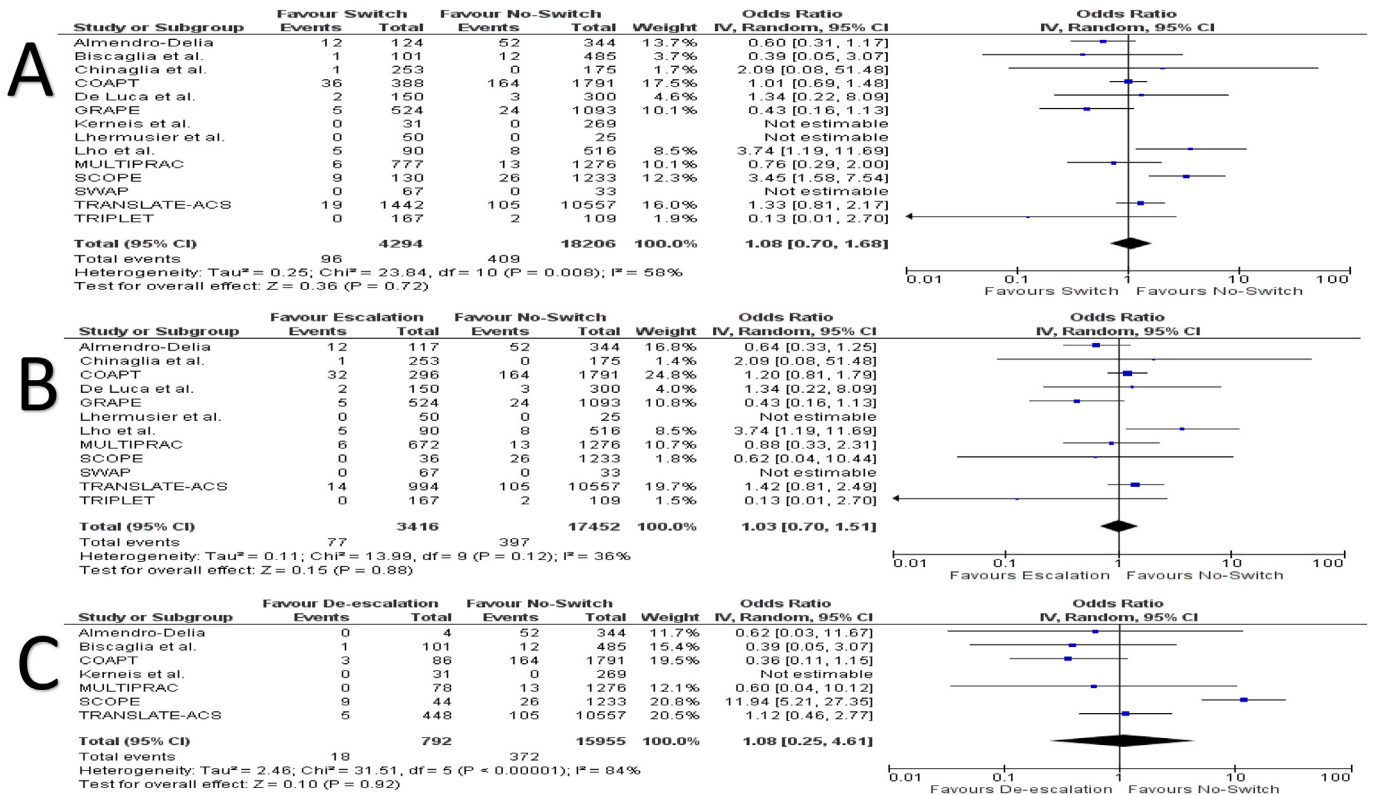 A
Favour Switch Favour No-Switch Odds Ratio Odds Ratio
Study or Subgroup Events Total Events Total Weight IV, Random, 95% CI IV, Random, 95% CI
Almendro-Delia 12 124 52 344 13.7% 0.60 [0.31, 1.17]
Biscaglia et al. 1 101 12 485 3.7% 0.39 [0.05, 3.07]
Chinaglia et al. 1 253 0 175 1.7% 2.09 [0.08, 51.48]
COAPT 36 388 164 1791 17.5% 1.01 [0.69, 1.48]
De Luca et al. 2 150 3 300 4.6% 1.34 [0.22, 8.09]
GRAPE 5 524 24 1093 10.1% 0.43 [0.16, 1.13]
Kerneis et al. 0 31 0 269 Not estimable
Lhermusier et al. 0 50 0 25 Not estimable
Lho et al. 5 90 8 516 8.5% 3.74 [1.19, 11.69]
MULTIPRAC 6 777 13 1276 10.1% 0.76 [0.29, 2.00]
SCOPE 9 130 26 1233 12.3% 3.45 [1.58, 7.54]
SWAP 0 67 0 33 Not estimable
TRANSLATE-ACS 19 1442 105 10557 16.0% 1.33 [0.81, 2.17]
TRIPLET 0 167 2 109 1.9% 0.13 [0.01, 2.70]
Total (95% CI) 4294 18206 100.0% 1.08 [0.70, 1.68]
Total events 96 409
Heterogeneity: Tau² = 0.25; Chi² = 23.84, df = 10 (P = 0.008); I² = 58%
Test for overall effect: Z = 0.36 (P = 0.72)
0.01 0.1 1 10 100
Favours Switch Favours No-Switch
B
Favour Escalation Favour No-Switch Odds Ratio Odds Ratio
Study or Subgroup Events Total Events Total Weight IV, Random, 95% CI IV, Random, 95% CI
Almendro-Delia 12 117 52 344 16.8% 0.64 [0.33, 1.25]
Chinaglia et al. 1 253 0 175 1.4% 2.09 [0.08, 51.48]
COAPT 32 296 164 1791 24.8% 1.20 [0.81, 1.79]
De Luca et al. 2 150 3 300 4.0% 1.34 [0.22, 8.09]
GRAPE 5 524 24 1093 10.8% 0.43 [0.16, 1.13]
Lhermusier et al. 0 50 0 25 Not estimable
Lho et al. 5 90 8 516 8.5% 3.74 [1.19, 11.69]
MULTIPRAC 6 672 13 1276 10.7% 0.88 [0.33, 2.31]
SCOPE 0 36 26 1233 1.8% 0.62 [0.04, 10.44]
SWAP 0 67 0 33 Not estimable
TRANSLATE-ACS 14 994 105 10557 19.7% 1.42 [0.81, 2.49]
TRIPLET 0 167 2 109 1.5% 0.13 [0.01, 2.70]
Total (95% CI) 3416 17452 100.0% 1.03 [0.70, 1.51]
Total events 77 397
Heterogeneity: Tau² = 0.11; Chi² = 13.99, df = 9 (P = 0.12); I² = 36%
Test for overall effect: Z = 0.15 (P = 0.88)
0.01 0.1 1 10 100
Favours Escalation Favours No-Switch
C
Favour De-escalation Favour No-Switch Odds Ratio Odds Ratio
Study or Subgroup Events Total Events Total Weight IV, Random, 95% CI IV, Random, 95% CI
Almendro-Delia 0 4 52 344 11.7% 0.62 [0.03, 11.67]
Biscaglia et al. 1 101 12 485 15.4% 0.39 [0.05, 3.07]
COAPT 3 86 164 1791 19.5% 0.36 [0.11, 1.15]
Kerneis et al. 0 31 0 269 Not estimable
MULTIPRAC 0 78 13 1276 12.1% 0.60 [0.04, 10.12]
SCOPE 9 44 26 1233 20.8% 11.94 [5.21, 27.35]
TRANSLATE-ACS 5 448 105 10557 20.5% 1.12 [0.46, 2.77]
Total (95% CI) 792 15955 100.0% 1.08 [0.25, 4.61]
Total events 18 372
Heterogeneity: Tau² = 2.46; Chi² = 31.51, df = 5 (P < 0.00001); I² = 84%
Test for overall effect: Z = 0.10 (P = 0.92)
0.01 0.1 1 10 100
Favours De-escalation Favours No-Switch